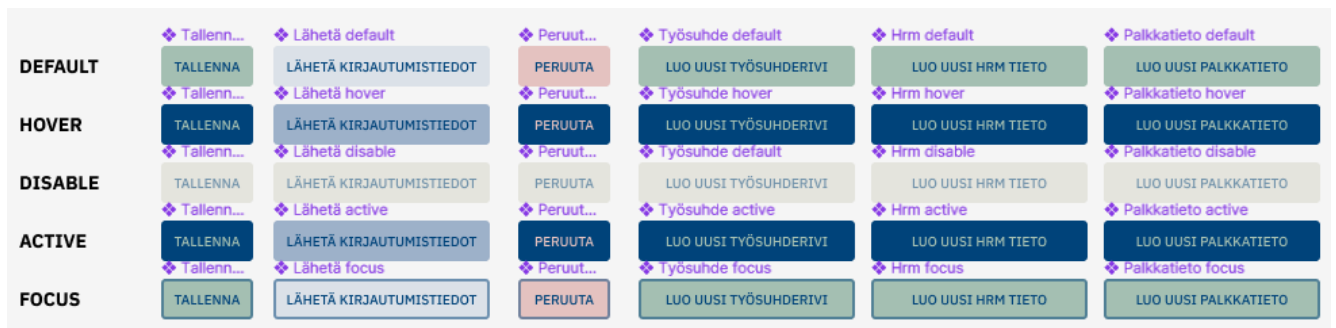 Tallenn... Lähetä default Peruut... Työsuhde default Hrm default Palkkatieto default
DEFAULT TALLENNA LÄHETÄ KIRJAUTUMISTIEDOT PERUUTA LUO UUSI TYÖSUHDERIVI LUO UUSI HRM TIETO LUO UUSI PALKKATIETO
Tallenn... Lähetä hover Peruut... Työsuhde hover Hrm hover Palkkatieto hover
HOVER TALLENNA LÄHETÄ KIRJAUTUMISTIEDOT PERUUTA LUO UUSI TYÖSUHDERIVI LUO UUSI HRM TIETO LUO UUSI PALKKATIETO
Tallenn... Lähetä disable Peruut... Työsuhde default Hrm disable Palkkatieto disable
DISABLE TALLENNA LÄHETÄ KIRJAUTUMISTIEDOT PERUUTA LUO UUSI TYÖSUHDERIVI LUO UUSI HRM TIETO LUO UUSI PALKKATIETO
Tallenn... Lähetä active Peruut... Työsuhde active Hrm active Palkkatieto active
ACTIVE TALLENNA LÄHETÄ KIRJAUTUMISTIEDOT PERUUTA LUO UUSI TYÖSUHDERIVI LUO UUSI HRM TIETO LUO UUSI PALKKATIETO
Tallenn... Lähetä focus Peruut... Työsuhde focus Hrm focus Palkkatieto focus
FOCUS TALLENNA LÄHETÄ KIRJAUTUMISTIEDOT PERUUTA LUO UUSI TYÖSUHDERIVI LUO UUSI HRM TIETO LUO UUSI PALKKATIETO